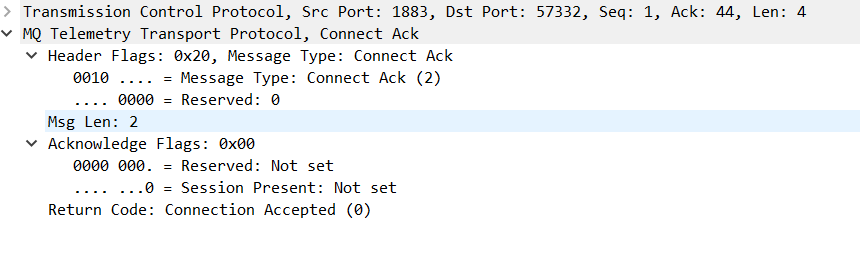 Transmission Control Protocol, Src Port: 1883, Dst Port: 57332, Seq: 1, Ack: 44, Len: 4
MQ Telemetry Transport Protocol, Connect Ack
Header Flags: 0x20, Message Type: Connect Ack
0010 .... = Message Type: Connect Ack (2)
.... 0000 = Reserved: 0
Msg Len: 2
Acknowledge Flags: 0x00
0000 000. = Reserved: Not set
.... ...0 = Session Present: Not set
Return Code: Connection Accepted (0)